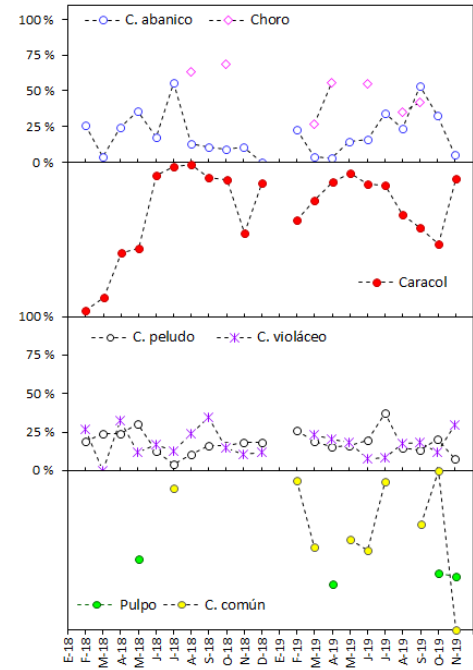 100 %
C. abanico
Choro
75 %
50 %
25 %
0 %
Caracol
100 %
C. peludo
C. violáceo
75 %
50 %
25 %
0 %
Pulpo
C. común
E-18
F-18
M-18
A-18
M-18
J-18
J-18
A-18
S-18
O-18
N-18
D-18
E-19
F-19
M-19
A-19
M-19
J-19
J-19
A-19
S-19
O-19
N-19